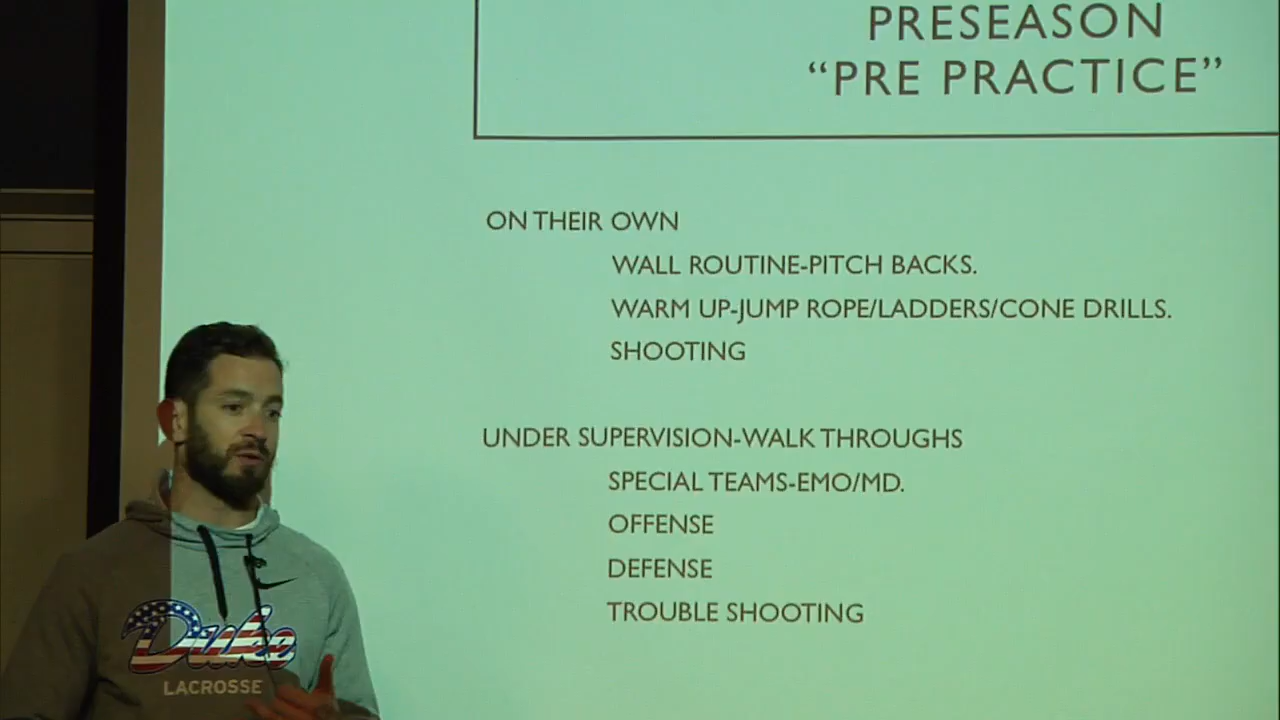 PRESEASON
“PRE PRACTICE”
ON THEIR OWN
WALL ROUTINE-PITCH BACKS.
WARM UP-JUMP ROPE/LADDERS/CONE DRILLS.
SHOOTING
UNDER SUPERVISION-WALK THROUGHS
SPECIAL TEAMS-EMO/MD.
OFFENSE
DEFENSE
TROUBLE SHOOTING
Duke
LACROSSE